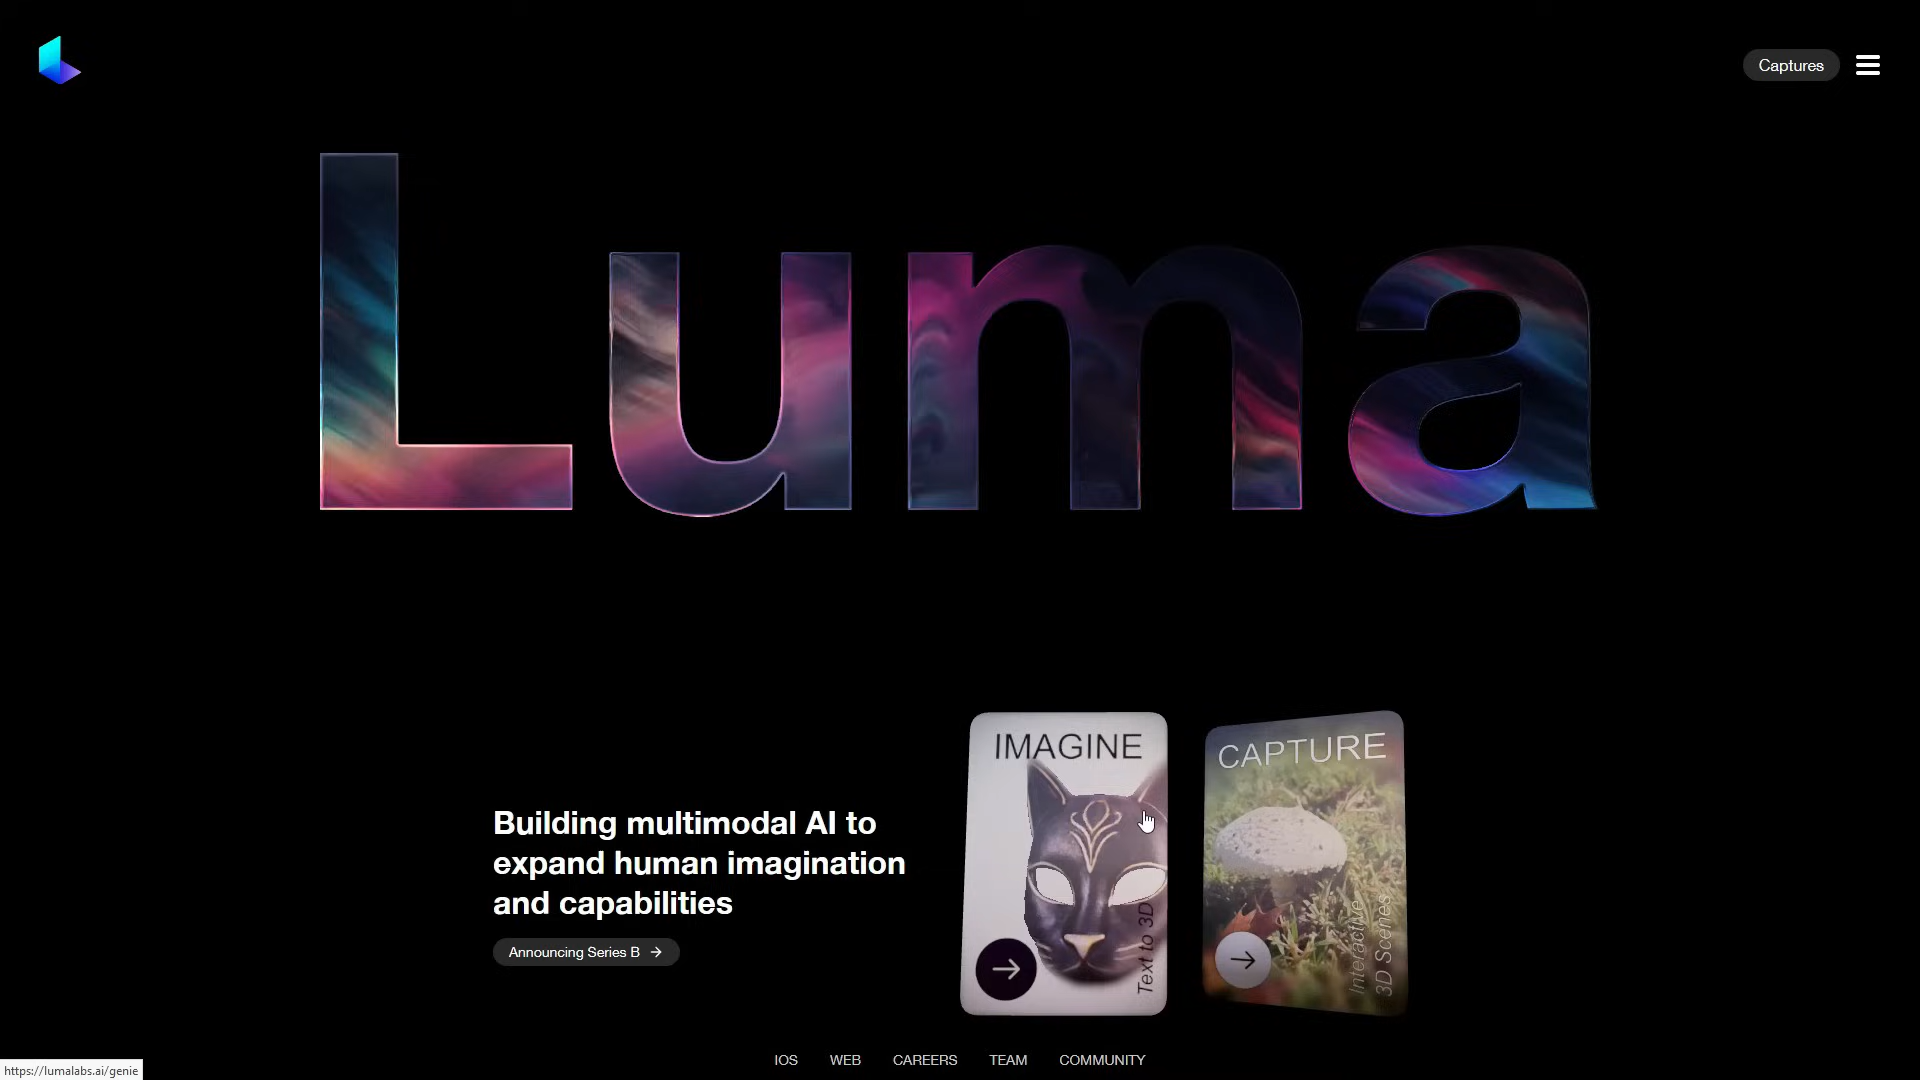 Captures
Luma
IMAGINE
Text to 3D
CAPTURE
Interactive
3D Scenes
Building multimodal AI to
expand human imagination
and capabilities
Announcing Series B
IOS
WEB
CAREERS
TEAM
COMMUNITY
https://lumalabs.ai/genie